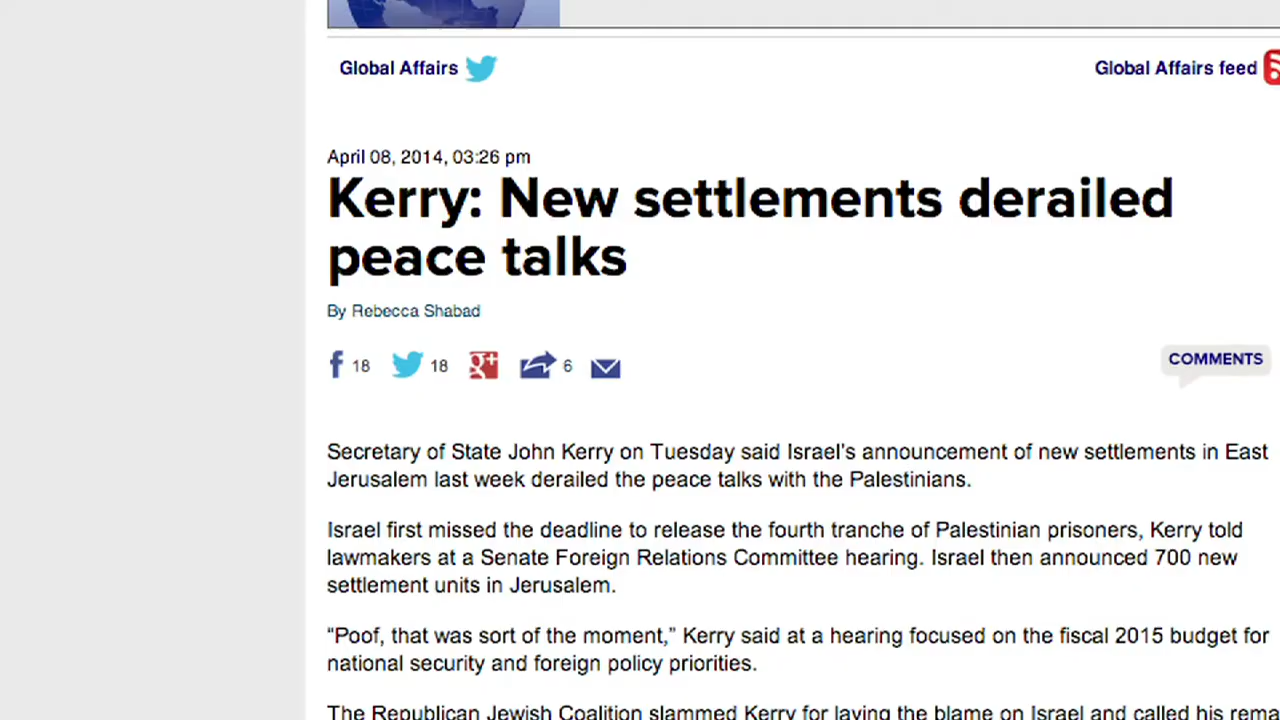 Global Affairs
Global Affairs feed
April 08, 2014, 03:26 pm
Kerry: New settlements derailed
peace talks
By Rebecca Shabad
18 18 6
COMMENTS
Secretary of State John Kerry on Tuesday said Israel's announcement of new settlements in East
Jerusalem last week derailed the peace talks with the Palestinians.
Israel first missed the deadline to release the fourth tranche of Palestinian prisoners, Kerry told
lawmakers at a Senate Foreign Relations Committee hearing. Israel then announced 700 new
settlement units in Jerusalem.
“Poof, that was sort of the moment,” Kerry said at a hearing focused on the fiscal 2015 budget for
national security and foreign policy priorities.
The Republican Jewish Coalition slammed Kerry for laying the blame on Israel and called his rema